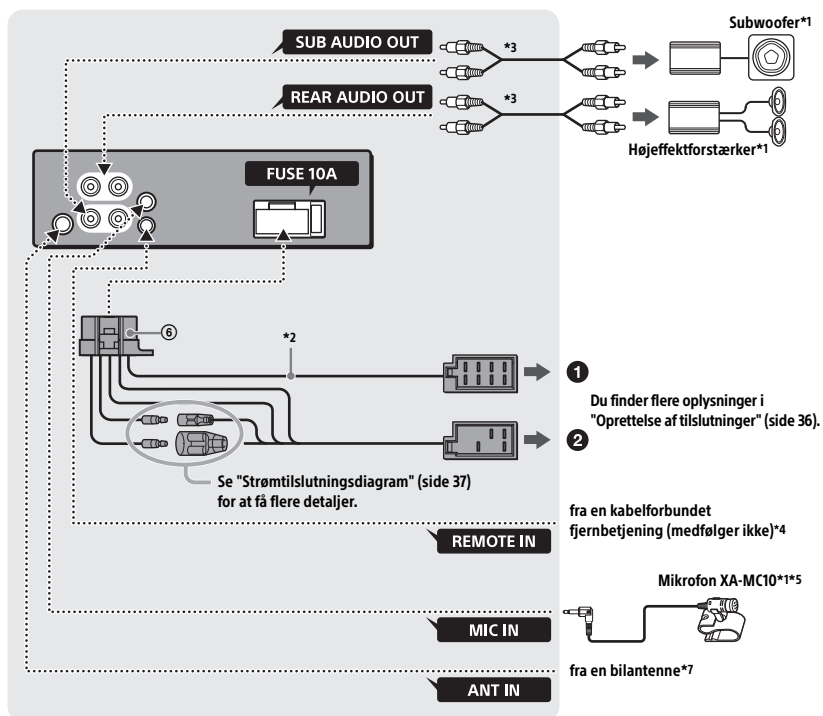 Subwoofer*1
SUB AUDIO OUT
*3
REAR AUDIO OUT
*3
Højeffektforstærker*1
FUSE 10A
⑥
*2
❶
Du finder flere oplysninger i
"Oprettelse af tilslutninger" (side 36).
❷
Se "Strømtilslutningsdiagram" (side 37)
for at få flere detaljer.
fra en kabelforbundet
fjernbetjening (medfølger ikke)*4
REMOTE IN
Mikrofon XA-MC10*1*5
MIC IN
fra en bilantenne*7
ANT IN